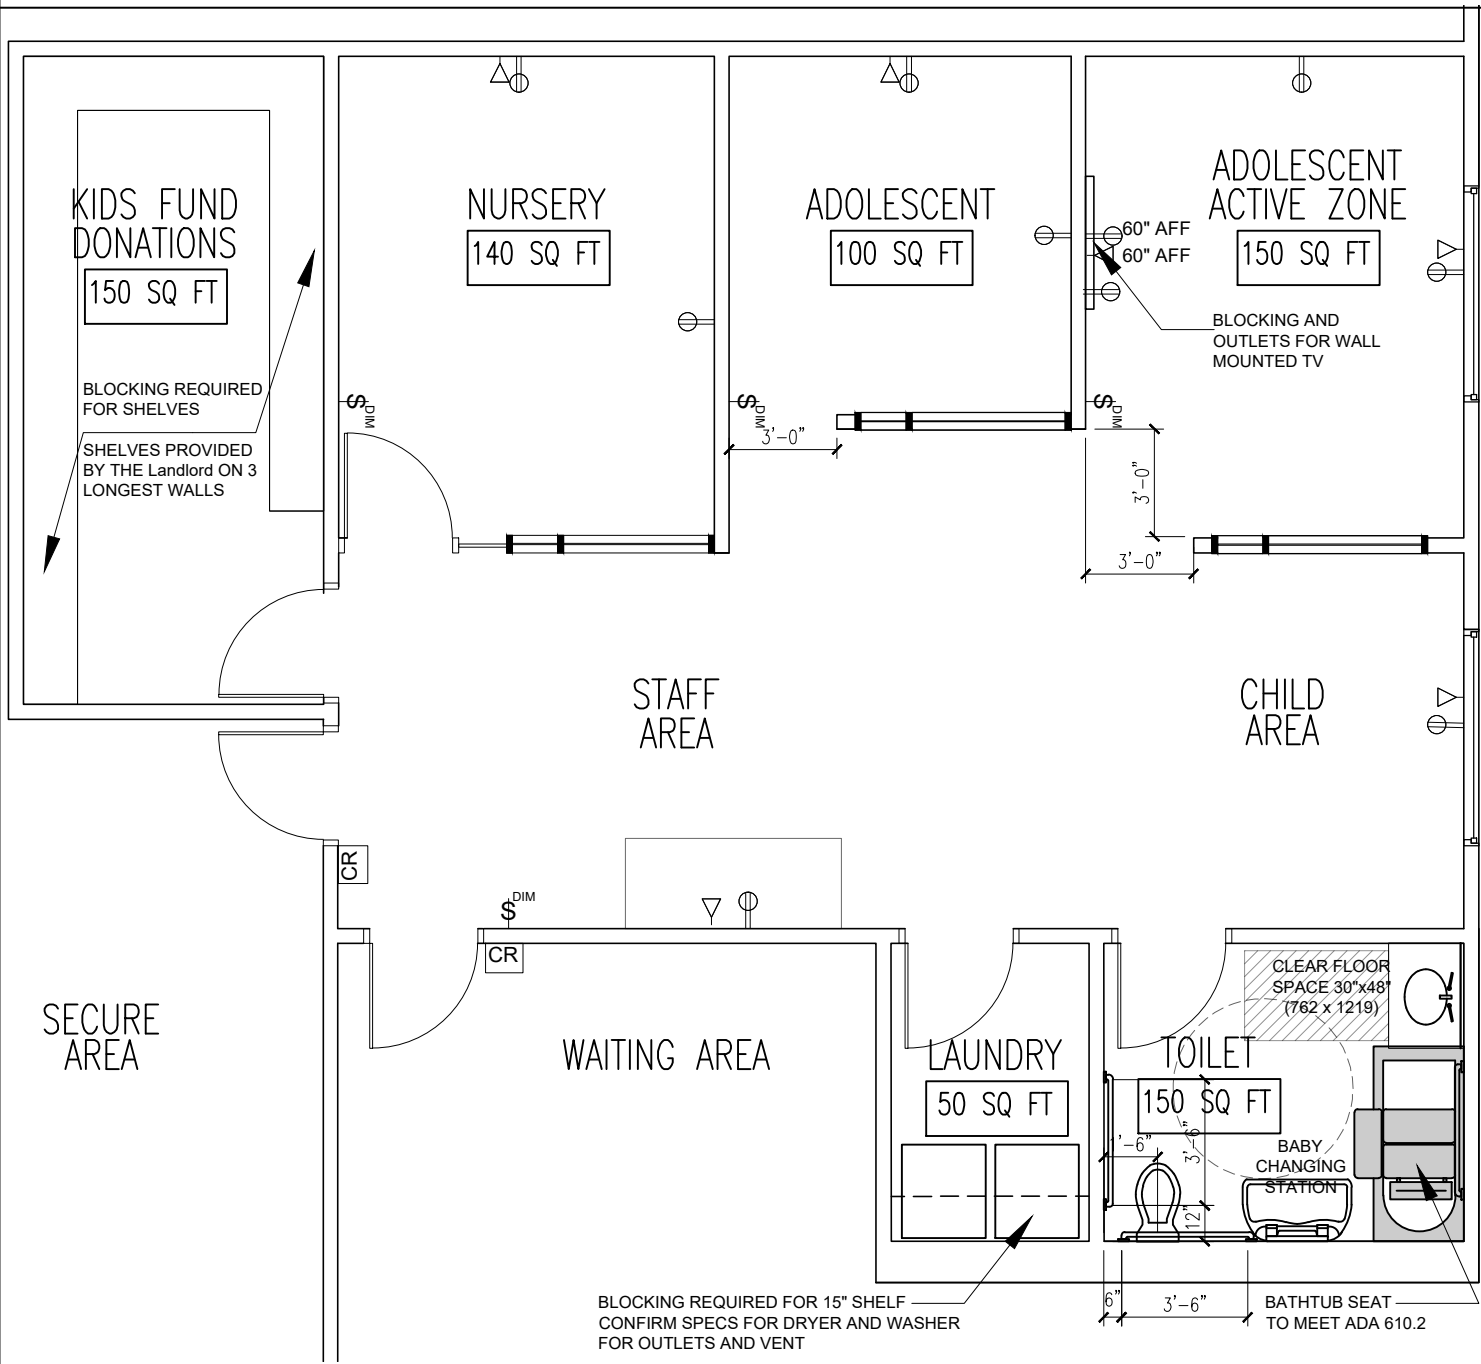 KIDS FUND
DONATIONS
150 SQ FT
BLOCKING REQUIRED
FOR SHELVES
SHELVES PROVIDED
BY THE Landlord ON 3
LONGEST WALLS
NURSERY
140 SQ FT
ADOLESCENT
100 SQ FT
ADOLESCENT
ACTIVE ZONE
150 SQ FT
60" AFF
60" AFF
BLOCKING AND
OUTLETS FOR WALL
MOUNTED TV
$ DIM
$ DIM
$ DIM
3'-0"
3'-0"
3'-0"
STAFF
AREA
CHILD
AREA
CR
$ DIM
CR
SECURE
AREA
WAITING AREA
LAUNDRY
50 SQ FT
TOILET
150 SQ FT
CLEAR FLOOR
SPACE 30"x48"
(762 x 1219)
1'-6"
3'-6"
12"
BABY
CHANGING
STATION
BLOCKING REQUIRED FOR 15" SHELF
CONFIRM SPECS FOR DRYER AND WASHER
FOR OUTLETS AND VENT
6"
3'-6"
BATHTUB SEAT
TO MEET ADA 610.2